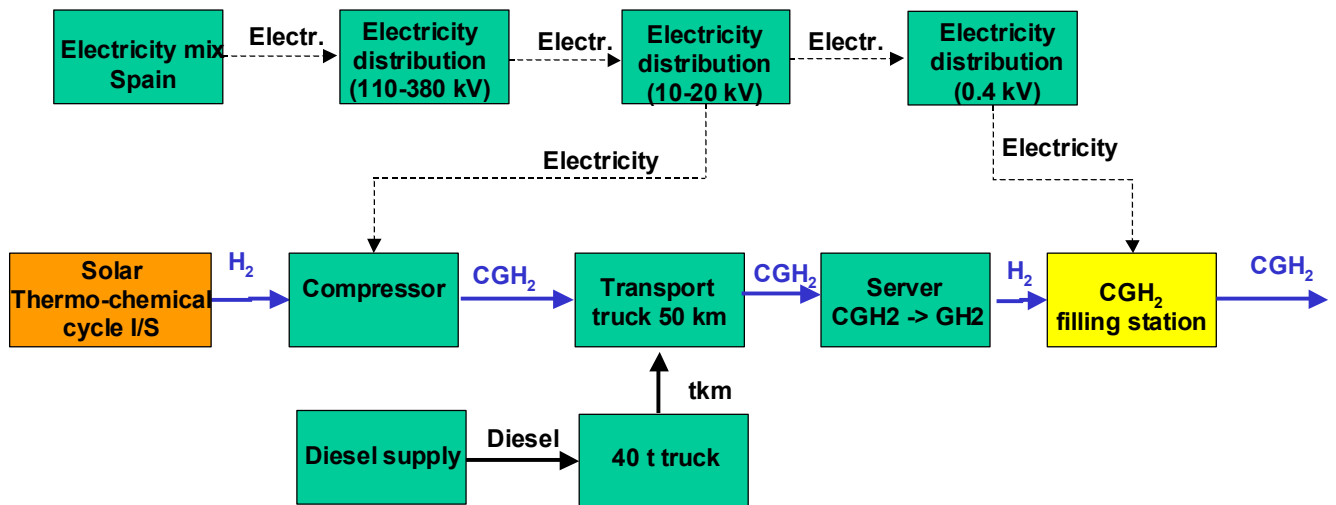 Electricity mix
Spain
Electr.
Electricity
distribution
(110-380 kV)
Electr.
Electricity
distribution
(10-20 kV)
Electr.
Electricity
distribution
(0.4 kV)
Electricity
Electricity
Solar
Thermo-chemical
cycle I/S
H₂
Compressor
CGH₂
Transport
truck 50 km
CGH₂
Server
CGH2 -> GH2
H₂
CGH₂
filling station
CGH₂
tkm
Diesel supply
Diesel
40 t truck